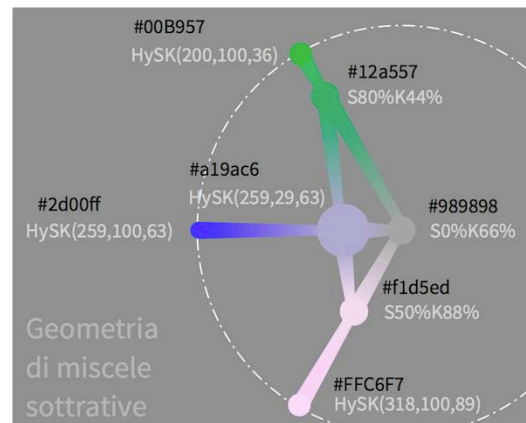 #00B957
HySK(200,100,36)
#12a557
S80%K44%
#a19ac6
HySK(259,29,63)
#2d00ff
HySK(259,100,63)
#989898
S0%K66%
#f1d5ed
S50%K88%
Geometria
di miscele
sottrative
#FFC6F7
HySK(318,100,89)